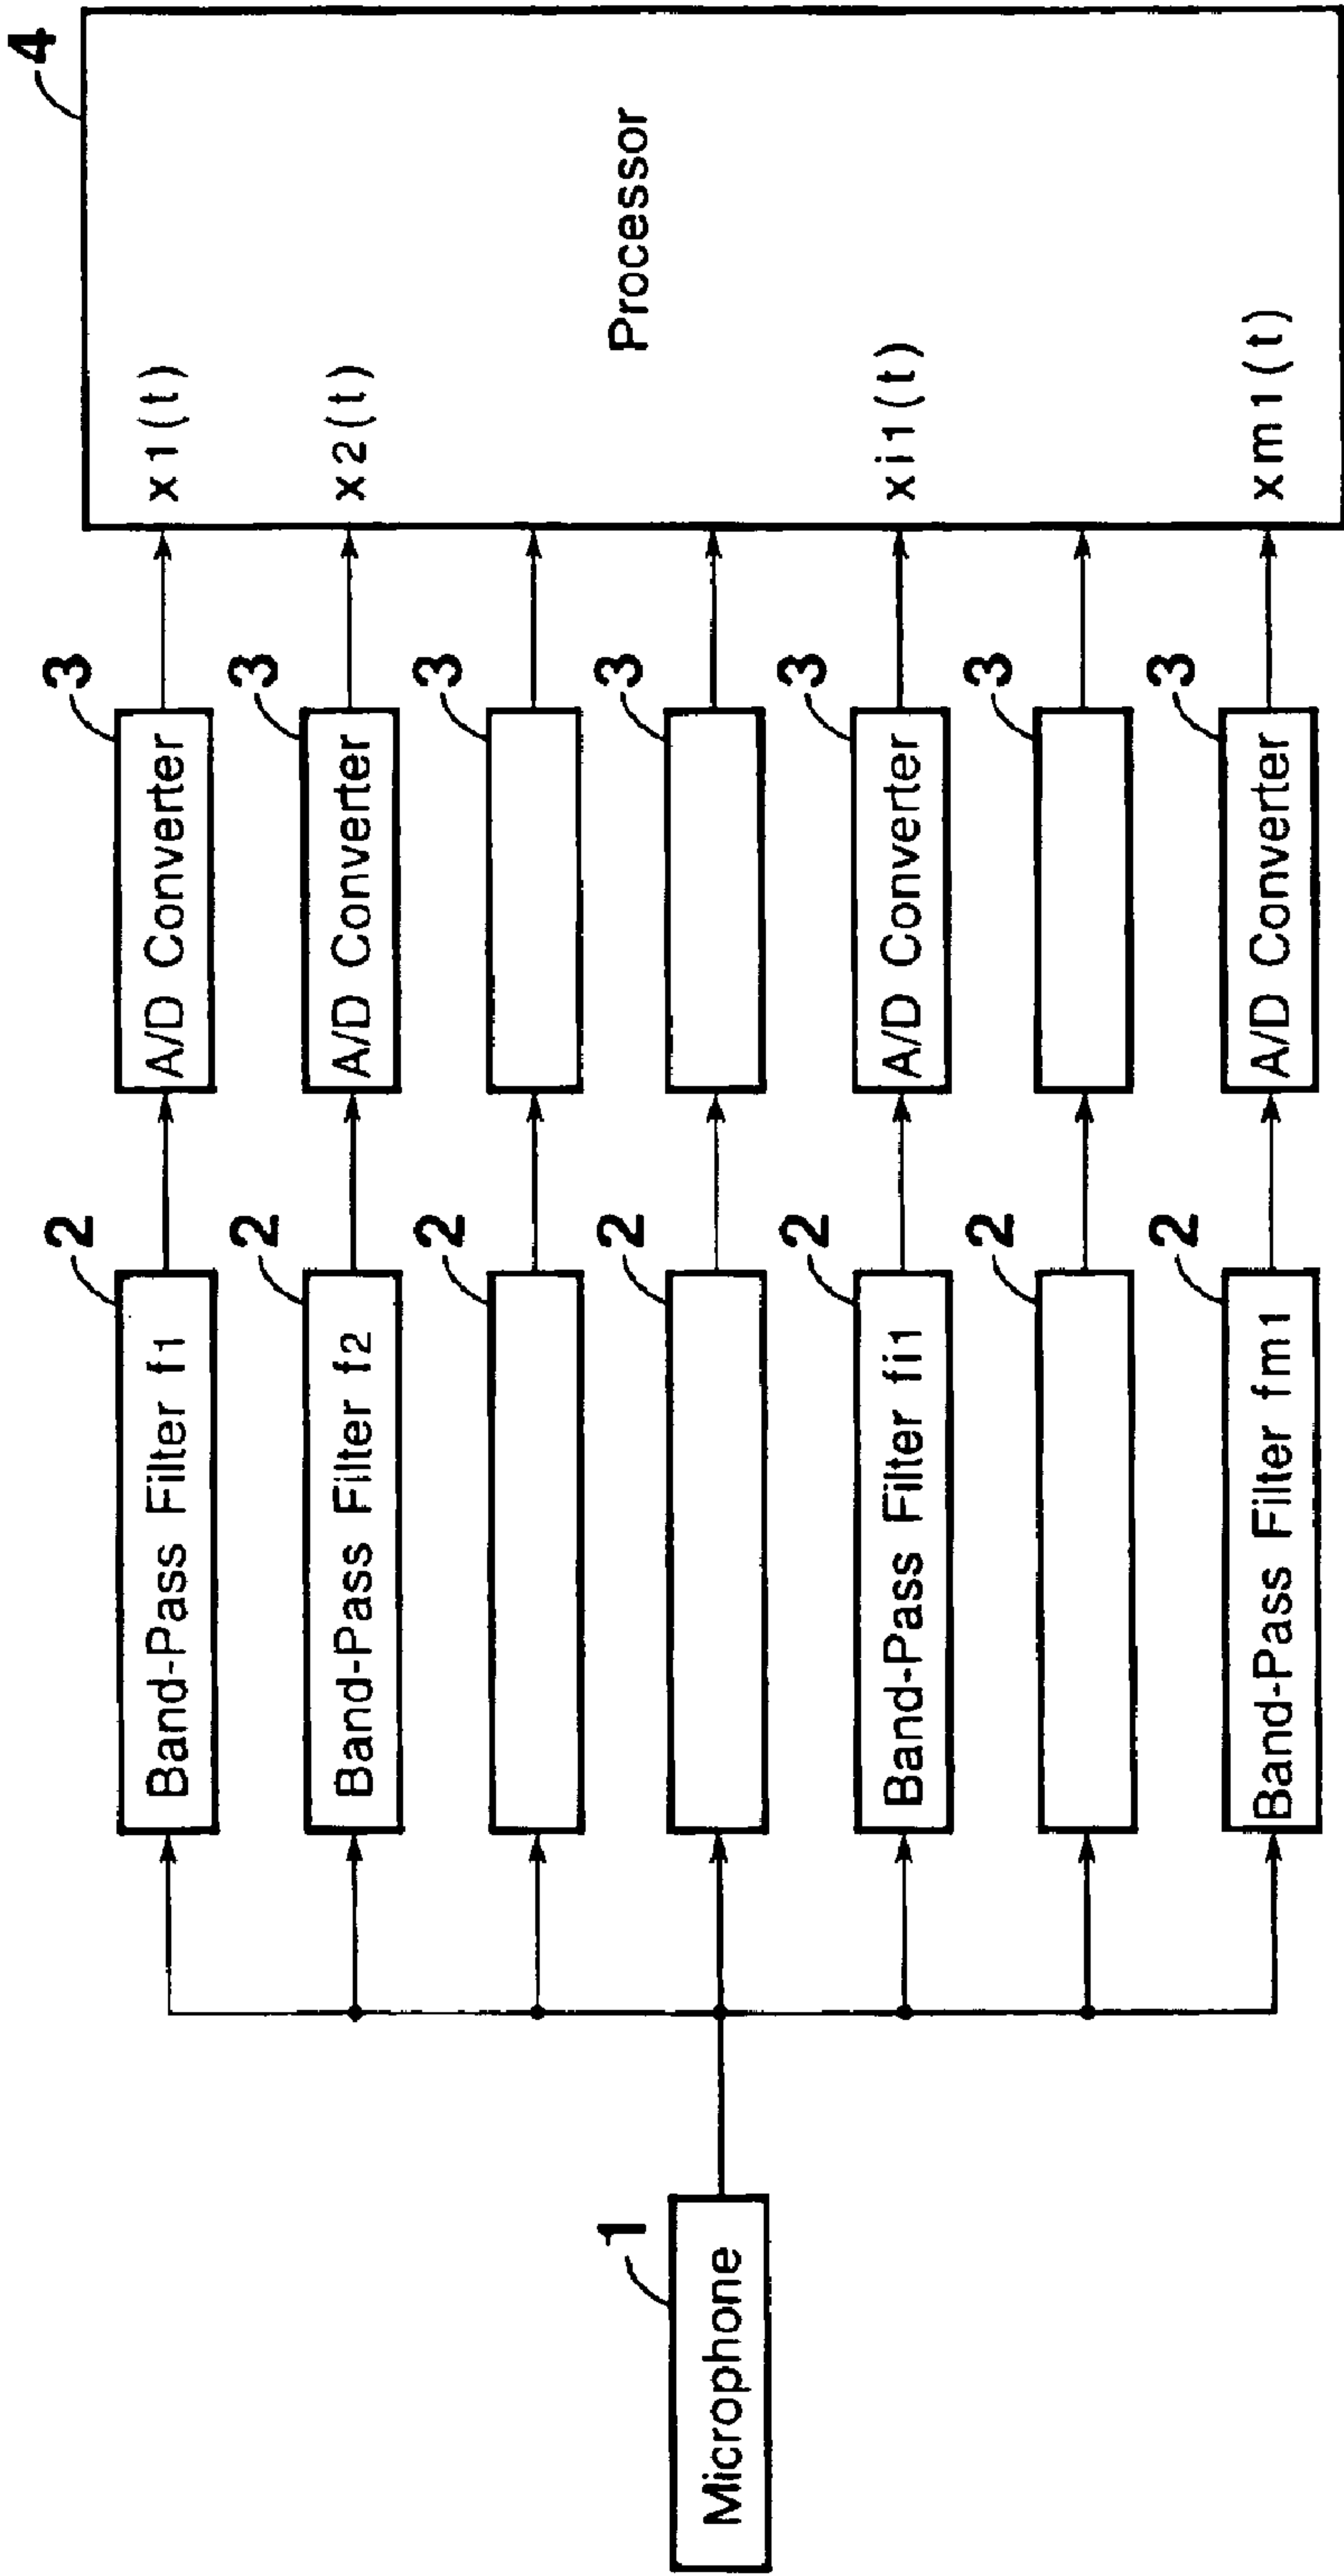 1
Microphone
2
Band-Pass Filter f1
2
Band-Pass Filter f2
2
2
2
Band-Pass Filter fi1
2
2
Band-Pass Filter fm1
3
A/D Converter
3
A/D Converter
3
3
3
A/D Converter
3
3
A/D Converter
4
x1(t)
x2(t)
Processor
xi1(t)
xm1(t)